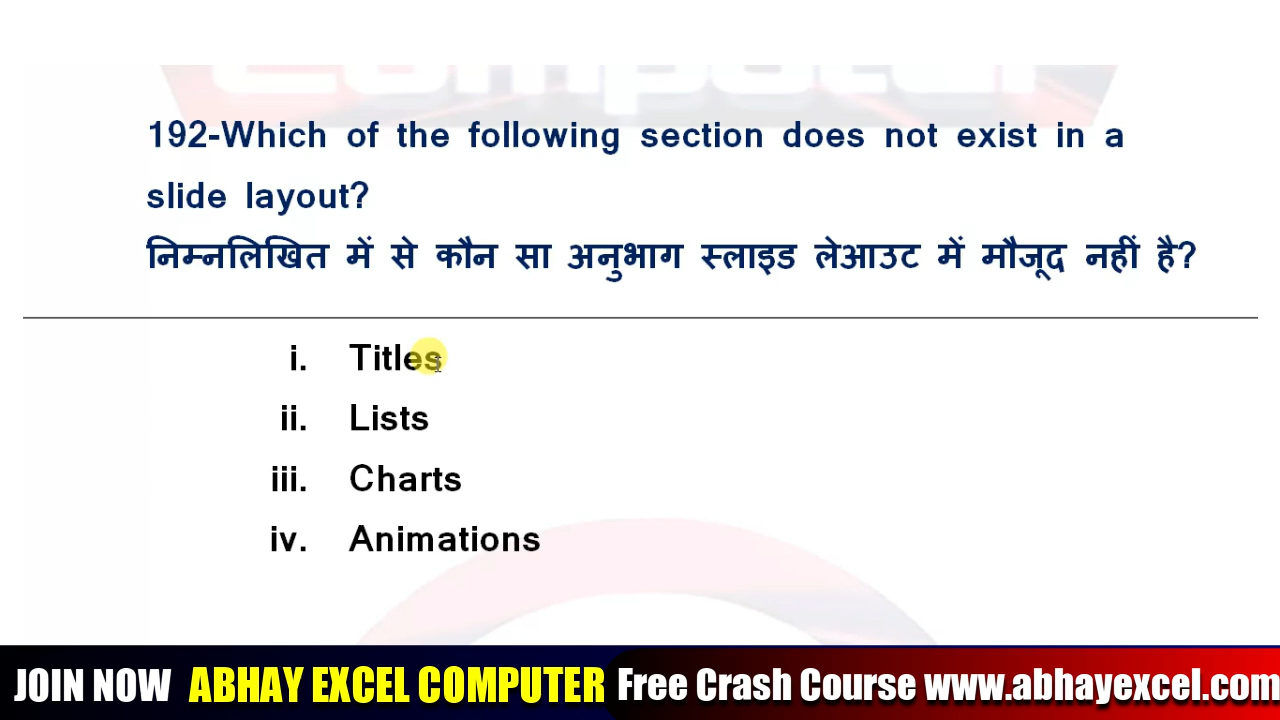 Computer
192-Which of the following section does not exist in a
slide layout?
निम्नलिखित में से कौन सा अनुभाग स्लाइड लेआउट में मौजूद नहीं है?
i. Titles
ii. Lists
iii. Charts
iv. Animations
JOIN NOW ABHAY EXCEL COMPUTER Free Crash Course www.abhayexcel.com